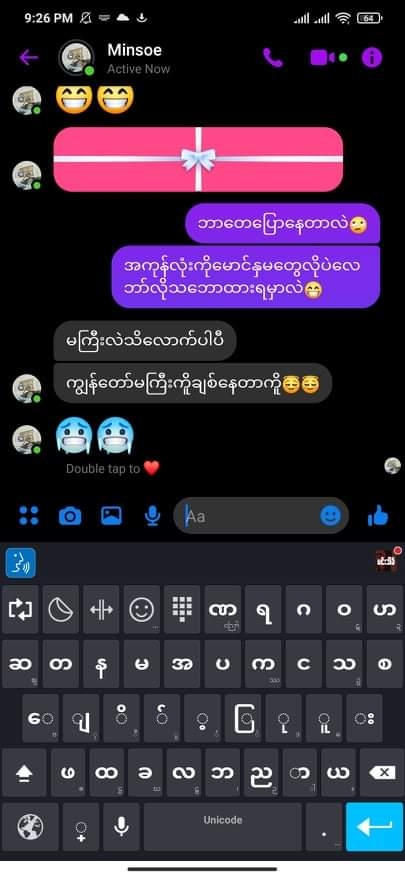 9:26 PM
64
Minsoe
Active Now
ဘာတေပြောနေတာလဲ
အကုန်လုံးကိုမောင်နှမတွေလိုပဲလေ
ဘာ်လိုသဘောထားရမှာလဲ
မကြီးလဲသိလောက်ပါပီ
ကျွန်တော်မကြီးကိူချစ်နေတာကိူ
Double tap to
Aa
ဏ ရ ဂ ဝ ဟ
ဆ တ န မ အ ပ က င သ စ
ေ ျ ိ ် ့ ြ ု ူ း
ဖ ထ ခ လ ဘ ည ာ ယ
Unicode
.